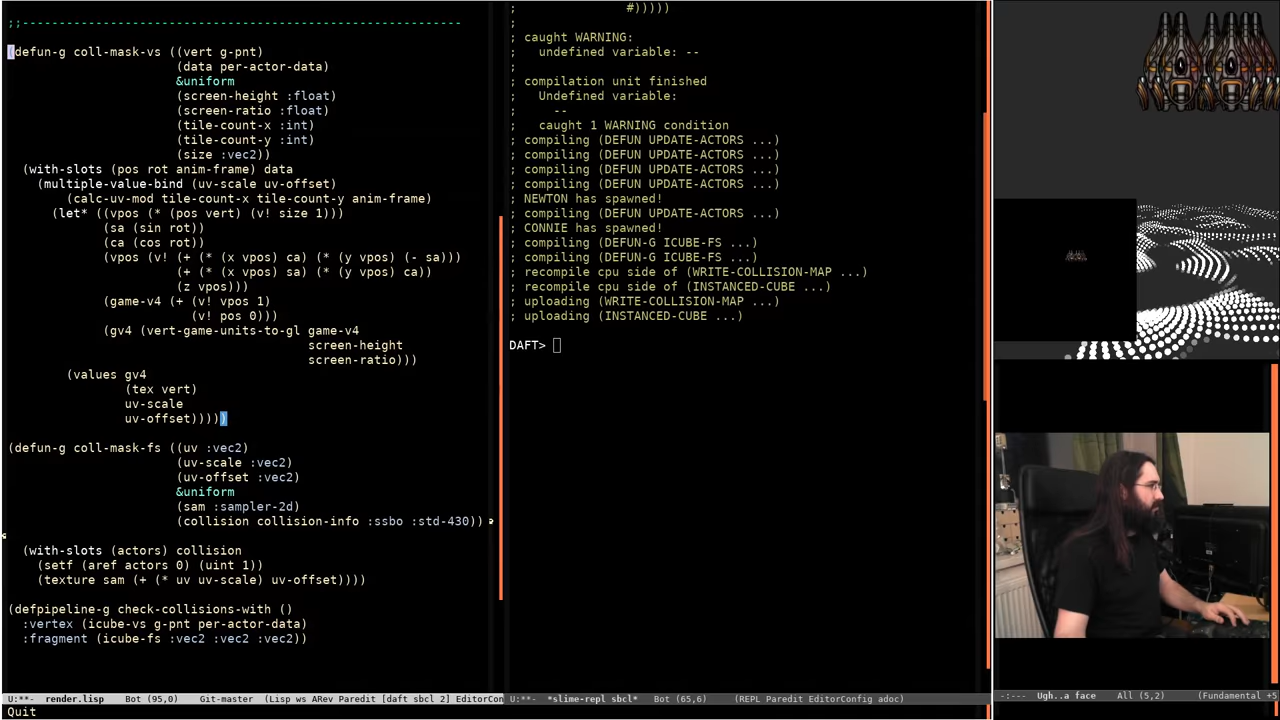 ;;------------------------------------------------------------
(defun-g coll-mask-vs ((vert g-pnt)
(data per-actor-data)
&uniform
(screen-height :float)
(screen-ratio :float)
(tile-count-x :int)
(tile-count-y :int)
(size :vec2))
(with-slots (pos rot anim-frame) data
(multiple-value-bind (uv-scale uv-offset)
(calc-uv-mod tile-count-x tile-count-y anim-frame)
(let* ((vpos (* (pos vert) (v! size 1)))
(sa (sin rot))
(ca (cos rot))
(vpos (v! (+ (* (x vpos) ca) (* (y vpos) (- sa)))
(+ (* (x vpos) sa) (* (y vpos) ca))
(z vpos)))
(game-v4 (+ (v! vpos 1)
(v! pos 0)))
(gv4 (vert-game-units-to-gl game-v4
screen-height
screen-ratio)))
(values gv4
(tex vert)
uv-scale
uv-offset)))))
(defun-g coll-mask-fs ((uv :vec2)
(uv-scale :vec2)
(uv-offset :vec2)
&uniform
(sam :sampler-2d)
(collision collision-info :ssbo :std-430))
(with-slots (actors) collision
(setf (aref actors 0) (uint 1))
(texture sam (+ (* uv uv-scale) uv-offset))))
(defpipeline-g check-collisions-with ()
:vertex (icube-vs g-pnt per-actor-data)
:fragment (icube-fs :vec2 :vec2 :vec2))
U:**- render.lisp Bot (95,0) Git-master (Lisp ws ARev Paredit [daft sbcl 2] EditorCon
Quit
; #)))))
;
; caught WARNING:
; undefined variable: --
;
; compilation unit finished
; Undefined variable:
; --
; caught 1 WARNING condition
; compiling (DEFUN UPDATE-ACTORS ...)
; compiling (DEFUN UPDATE-ACTORS ...)
; compiling (DEFUN UPDATE-ACTORS ...)
; compiling (DEFUN UPDATE-ACTORS ...)
; NEWTON has spawned!
; compiling (DEFUN UPDATE-ACTORS ...)
; CONNIE has spawned!
; compiling (DEFUN-G ICUBE-FS ...)
; compiling (DEFUN-G ICUBE-FS ...)
; recompile cpu side of (WRITE-COLLISION-MAP ...)
; recompile cpu side of (INSTANCED-CUBE ...)
; uploading (WRITE-COLLISION-MAP ...)
; uploading (INSTANCED-CUBE ...)
DAFT>
U:**- *slime-repl sbcl* Bot (65,6) (REPL Paredit EditorConfig adoc)
-:--- Ugh..a face All (5,2) (Fundamental +5